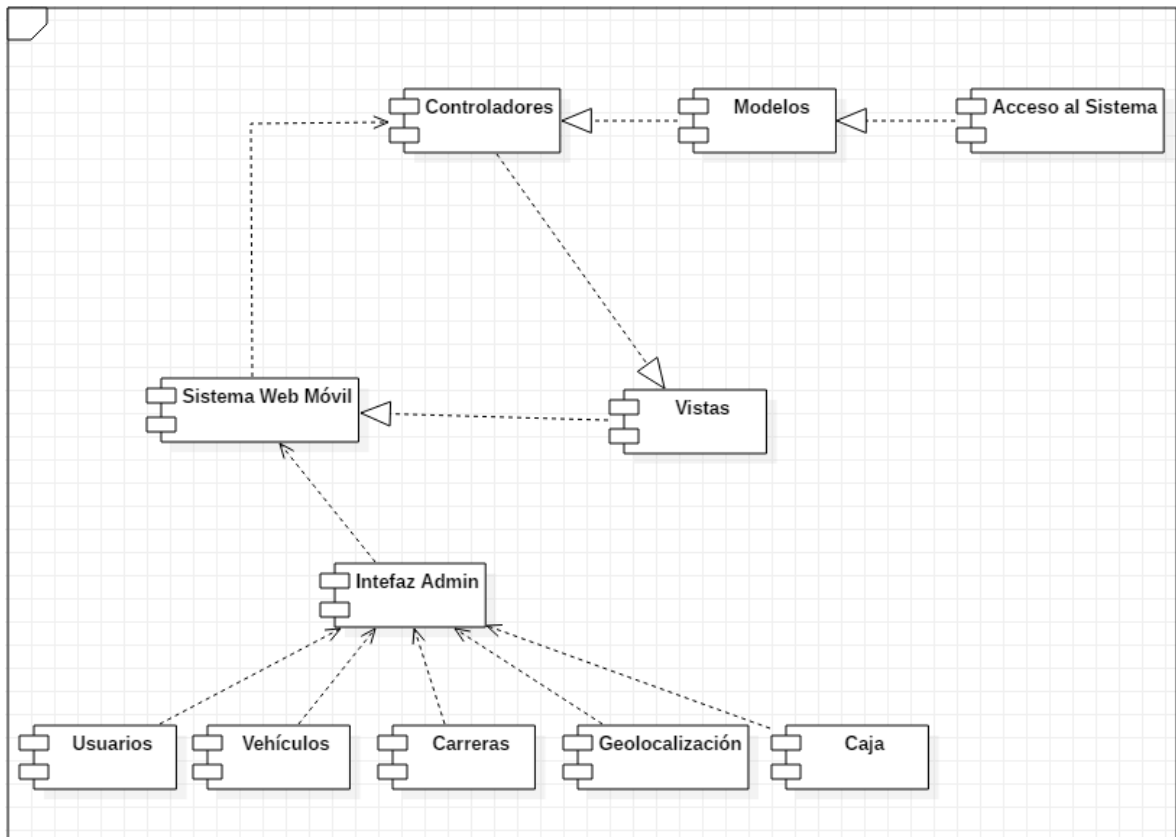 Controladores
Modelos
Acceso al Sistema
Sistema Web Móvil
Vistas
Intefaz Admin
Usuarios
Vehículos
Carreras
Geolocalización
Caja